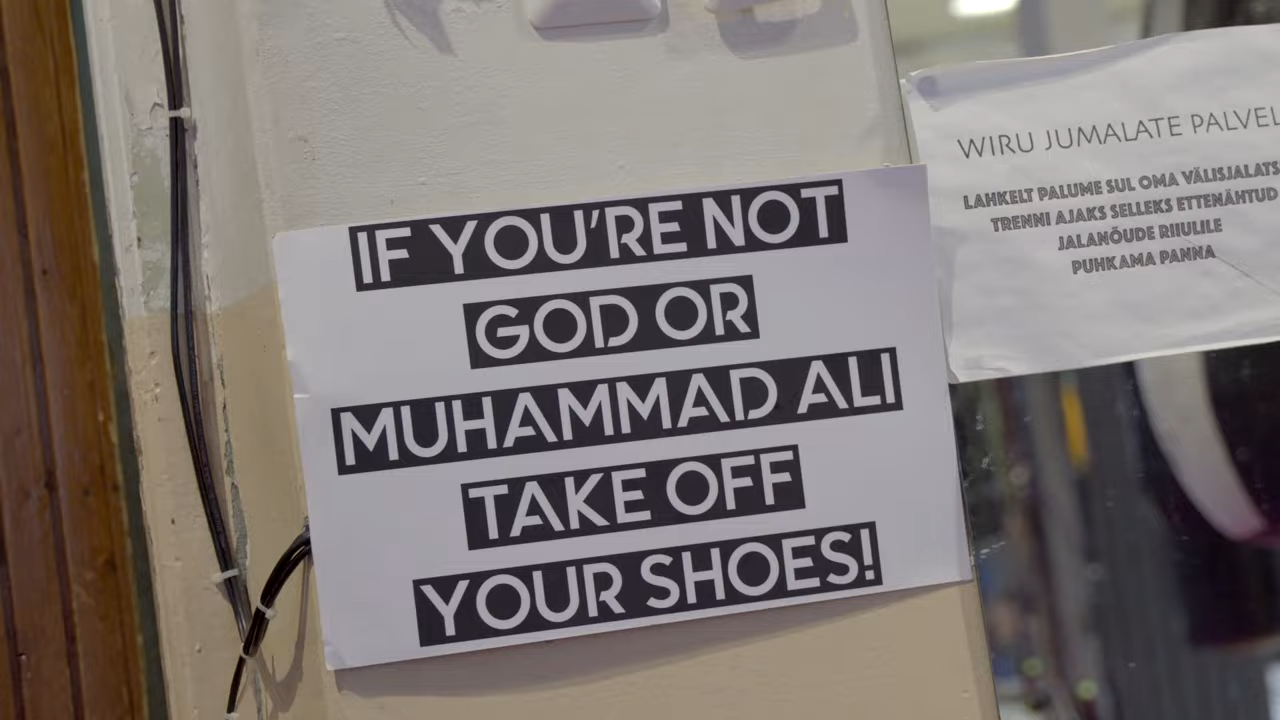 IF YOU'RE NOT
GOD OR
MUHAMMAD ALI
TAKE OFF
YOUR SHOES!
WIRU JUMALATE PALVEL
LAHKELT PALUME SUL OMA VÄLISJALATS
TRENNI AJAKS SELLEKS ETTENÄHTUD
JALANÕUDE RIIULILE
PUHKAMA PANNA